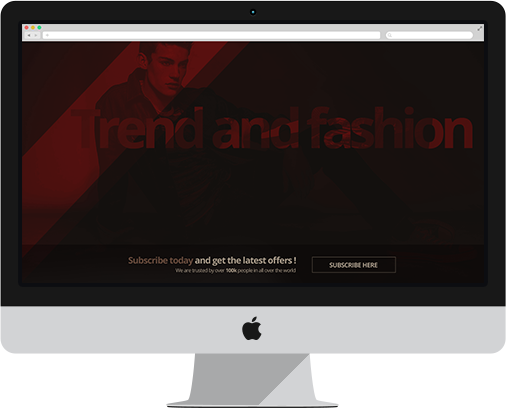 Trend and fashion
Subscribe today and get the latest offers !
We are trusted by over 100k people in all over the world
SUBSCRIBE HERE